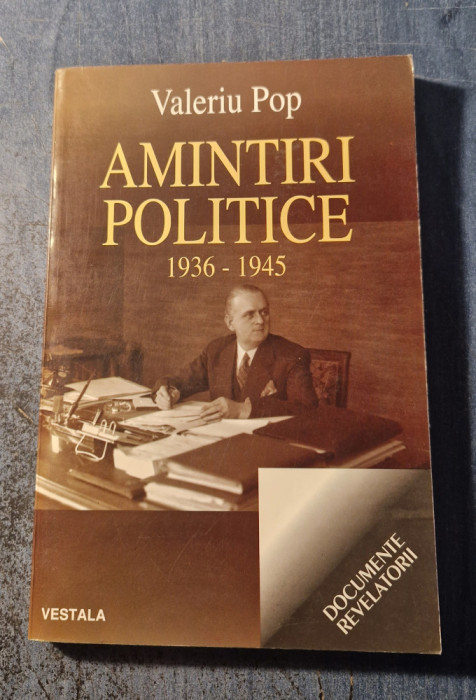 Valeriu Pop
AMINTIRI
POLITICE
1936 - 1945
DOCUMENTE
REVELATORII
VESTALA